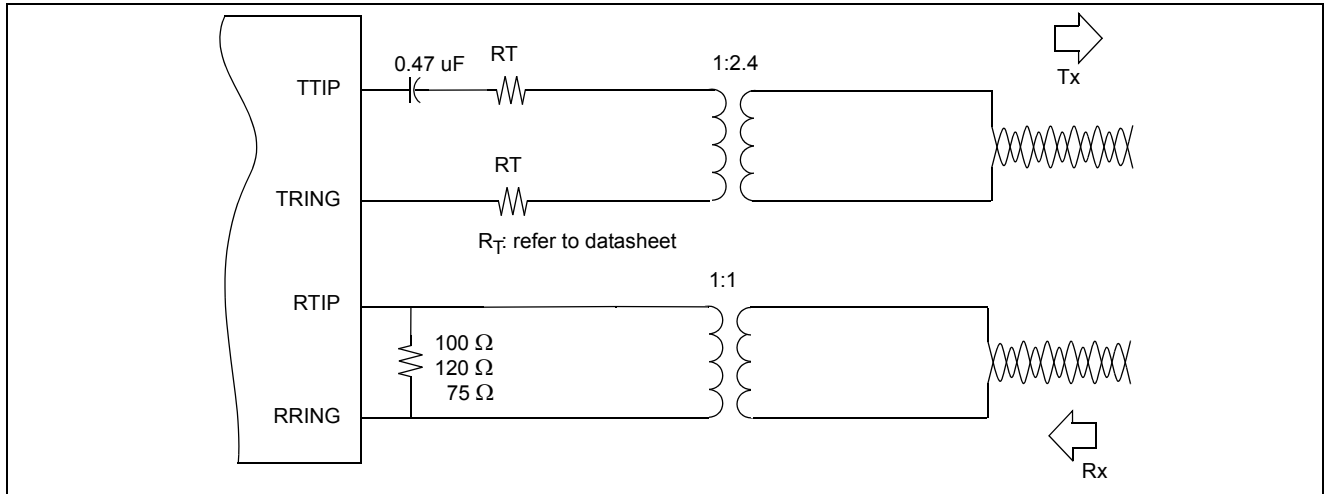 0.47 uF
RT
1:2.4
Tx
TTIP
RT
TRING
RT: refer to datasheet
1:1
RTIP
100 Ω
120 Ω
75 Ω
RRING
Rx